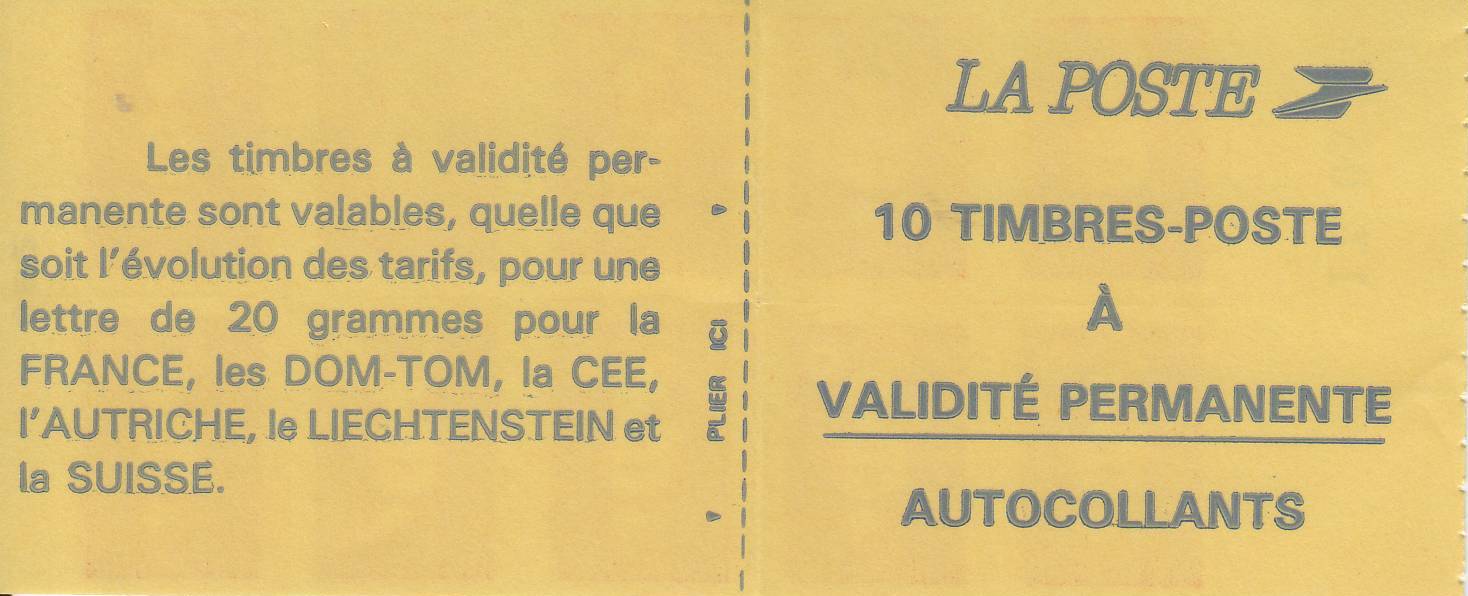 Les timbres à validité per-
manente sont valables, quelle que
soit l'évolution des tarifs, pour une
lettre de 20 grammes pour la
FRANCE, les DOM-TOM, la CEE,
l'AUTRICHE, le LIECHTENSTEIN et
la SUISSE.
PLIER ICI
LA POSTE
10 TIMBRES-POSTE
À
VALIDITÉ PERMANENTE
AUTOCOLLANTS